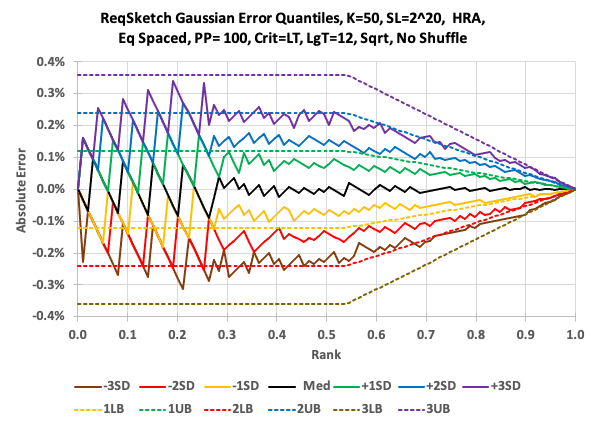 ReqSketch Gaussian Error Quantiles, K=50, SL=2^20, HRA,
Eq Spaced, PP= 100, Crit=LT, LgT=12, Sqrt, No Shuffle
0.4%
0.3%
0.2%
0.1%
0.0%
-0.1%
-0.2%
-0.3%
-0.4%
Absolute Error
0.0 0.1 0.2 0.3 0.4 0.5 0.6 0.7 0.8 0.9 1.0
Rank
-3SD -2SD -1SD Med +1SD +2SD +3SD
1LB 1UB 2LB 2UB 3LB 3UB